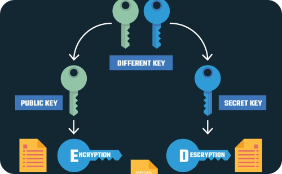 DIFFERENT KEY
PUBLIC KEY
SECRET KEY
ENCRYPTION
DESCRYPTION